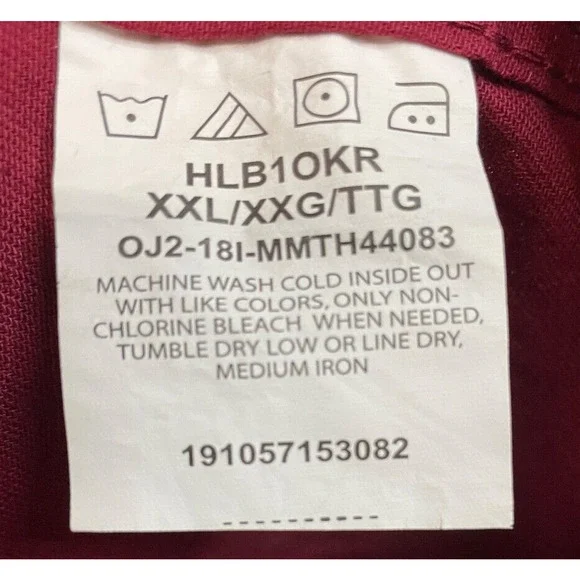 HLB1OKR
XXL/XXG/TTG
OJ2-18I-MMTH44083
MACHINE WASH COLD INSIDE OUT
WITH LIKE COLORS, ONLY NON-
CHLORINE BLEACH WHEN NEEDED,
TUMBLE DRY LOW OR LINE DRY,
MEDIUM IRON
191057153082